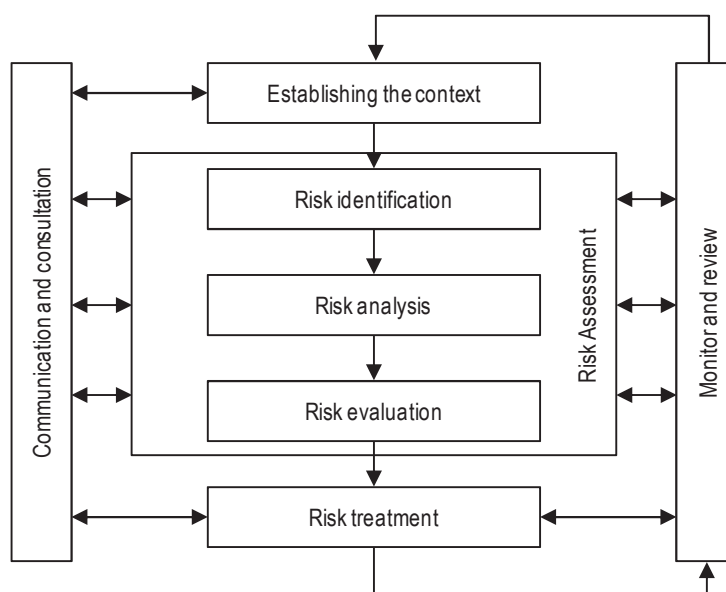 Establishing the context
Communication and consultation
Risk identification
Risk analysis
Risk evaluation
Risk Assessment
Monitor and review
Risk treatment